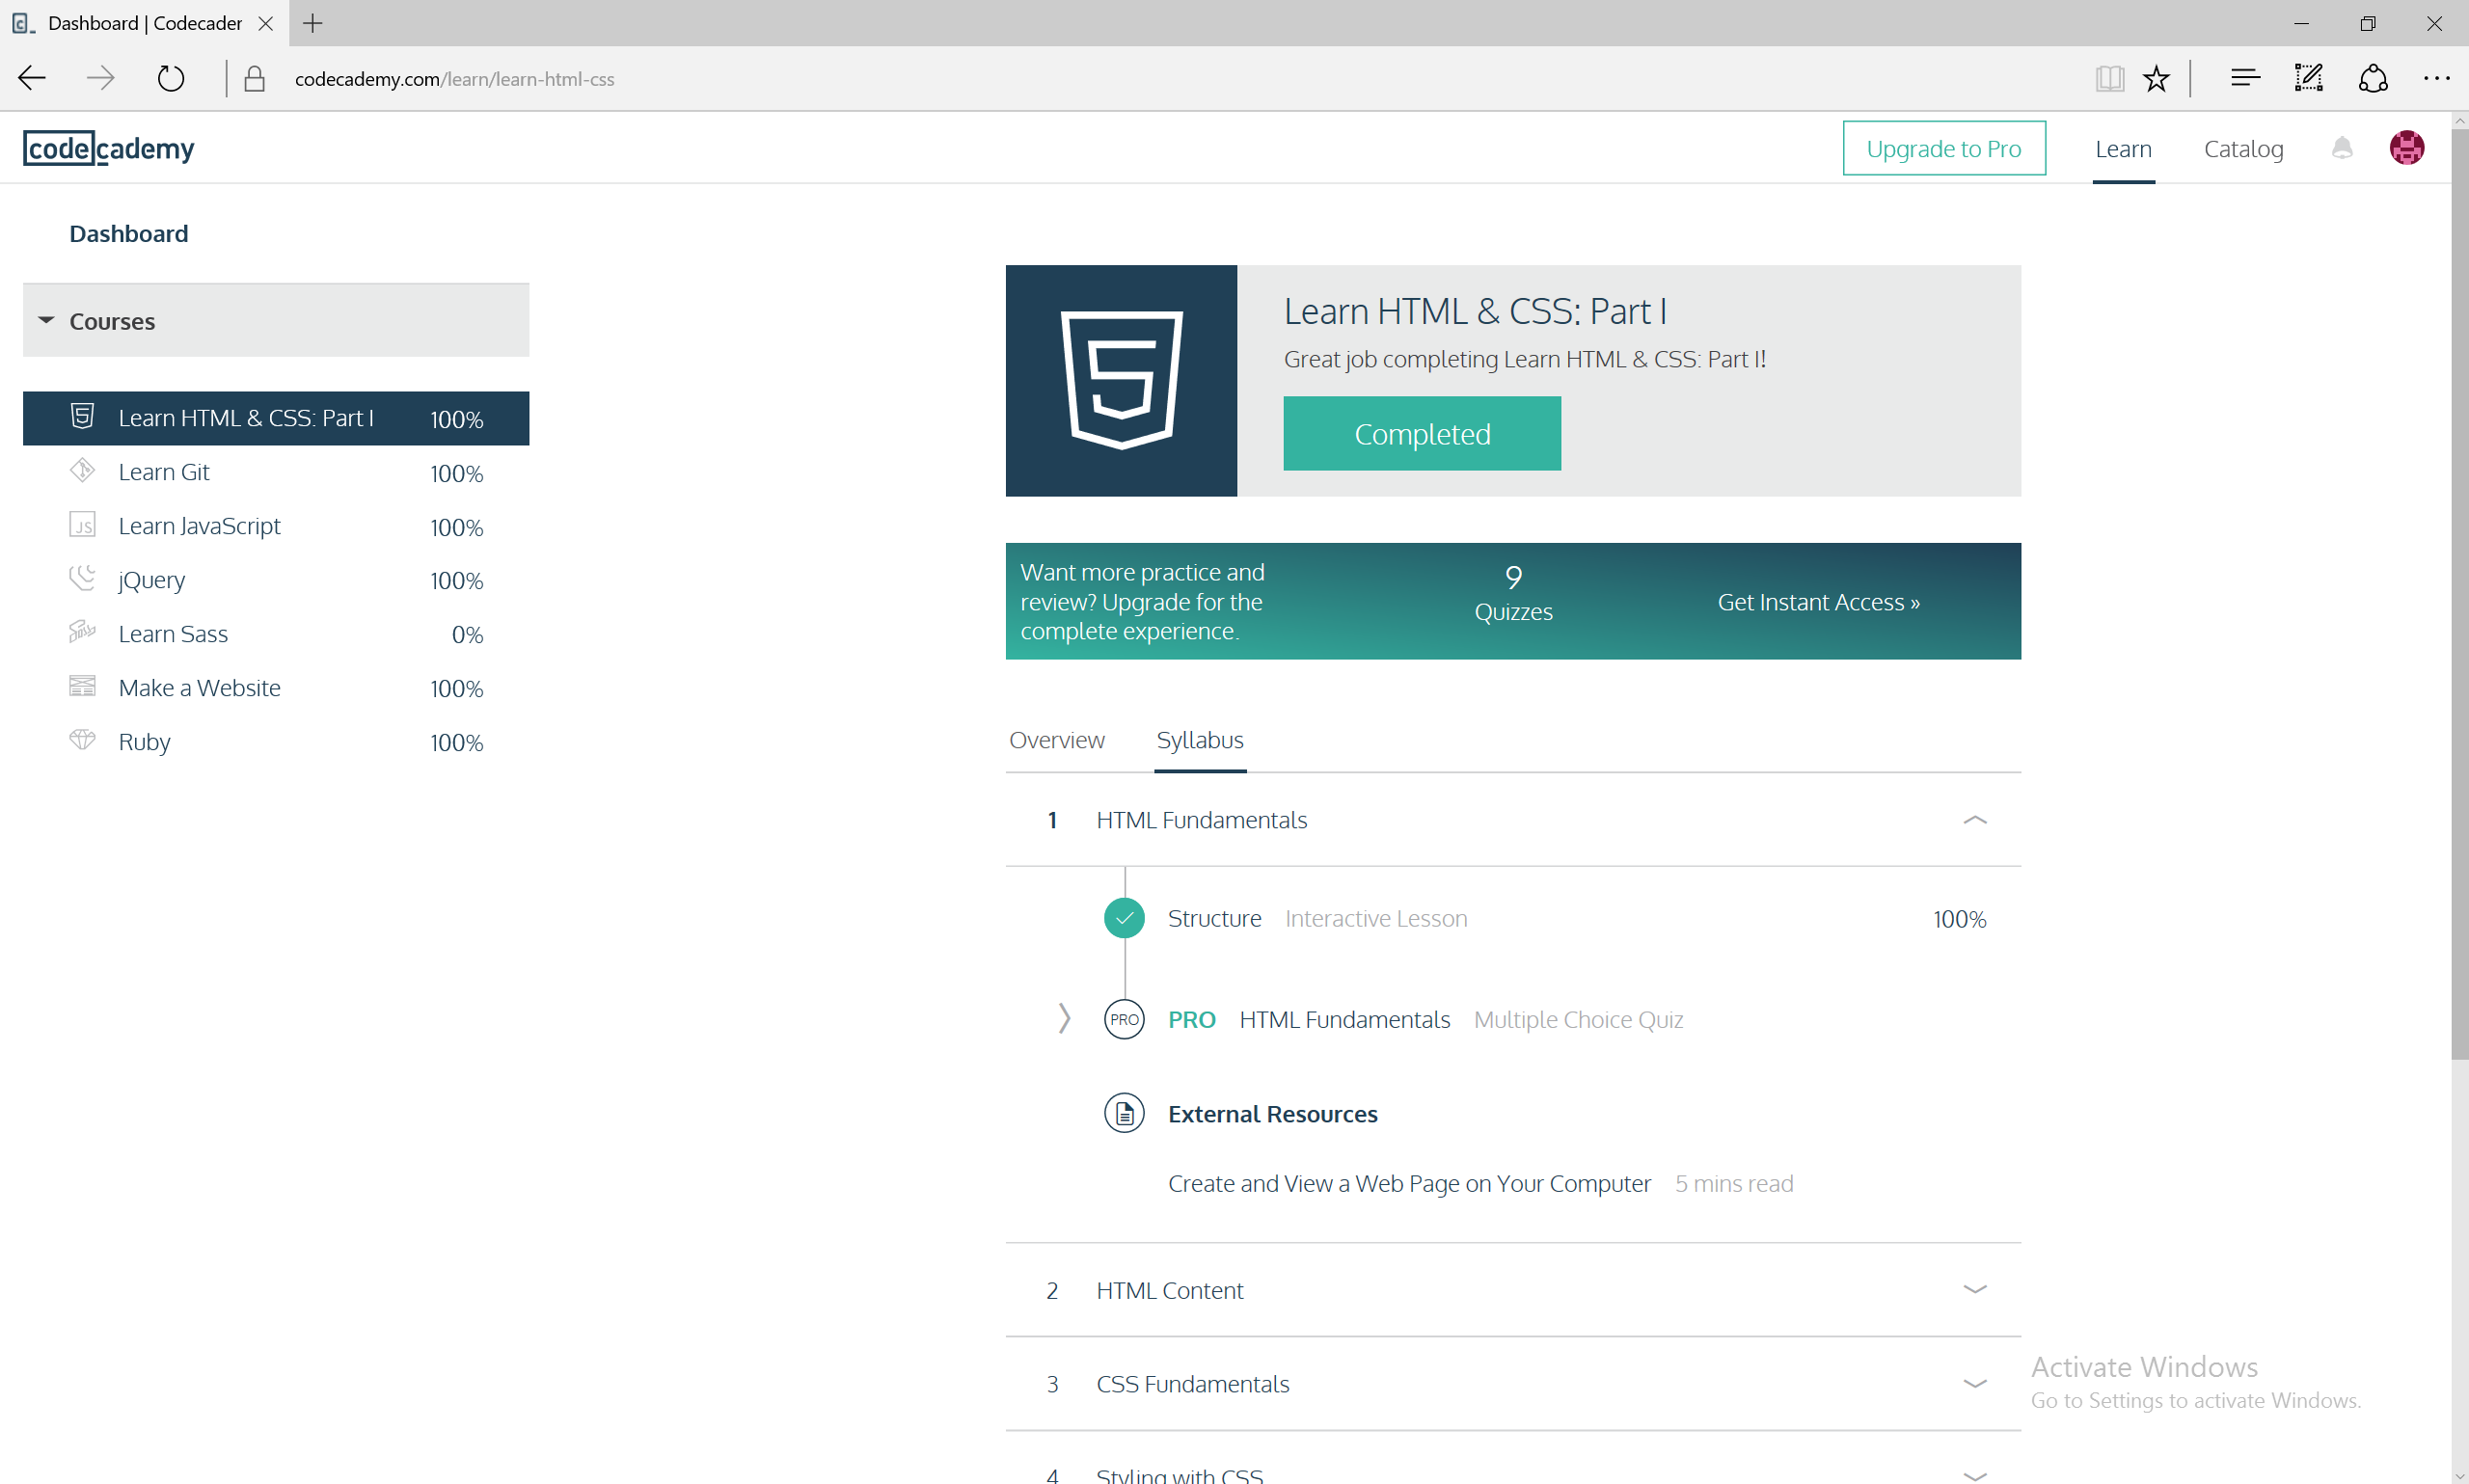 Dashboard | Codecader
codecademy.com/learn/learn-html-css
codecademy
Upgrade to Pro
Learn
Catalog
Dashboard
Courses
Learn HTML & CSS: Part I 100%
Learn Git 100%
JS Learn JavaScript 100%
jQuery 100%
Sass Learn Sass 0%
Make a Website 100%
Ruby 100%
Learn HTML & CSS: Part I
Great job completing Learn HTML & CSS: Part I!
Completed
Want more practice and
review? Upgrade for the
complete experience.
9
Quizzes
Get Instant Access »
Overview Syllabus
1 HTML Fundamentals
Structure Interactive Lesson 100%
PRO PRO HTML Fundamentals Multiple Choice Quiz
External Resources
Create and View a Web Page on Your Computer 5 mins read
2 HTML Content
3 CSS Fundamentals
4 Styling with CSS
Activate Windows
Go to Settings to activate Windows.